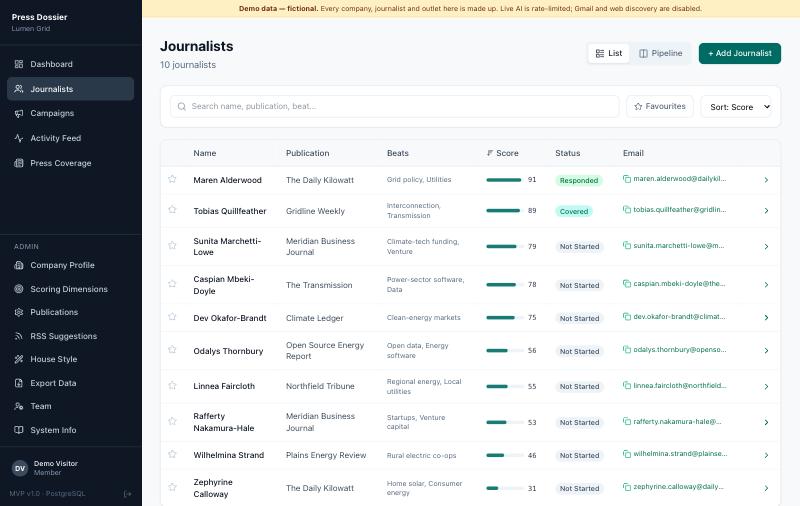 Demo data — fictional. Every company, journalist and outlet here is made up. Live AI is rate-limited; Gmail and web discovery are disabled.
Press Dossier
Lumen Grid
Dashboard
Journalists
Campaigns
Activity Feed
Press Coverage
ADMIN
Company Profile
Scoring Dimensions
Publications
RSS Suggestions
House Style
Export Data
Team
System Info
DV
Demo Visitor
Member
MVP v1.0 · PostgreSQL
Journalists
10 journalists
List
Pipeline
+ Add Journalist
Search name, publication, beat...
Favourites
Sort: Score
Name Publication Beats Score Status Email
Maren Alderwood The Daily Kilowatt Grid policy, Utilities 91 Responded maren.alderwood@dailykil...
Tobias Quillfeather Gridline Weekly Interconnection, 89 Covered tobias.quillfeather@gridlin...
Transmission
Sunita Marchetti- Meridian Business Climate-tech funding, 79 Not Started sunita.marchetti-lowe@m...
Lowe Journal Venture
Caspian Mbeki- The Transmission Power-sector software, 78 Not Started caspian.mbeki-doyle@the...
Doyle Data
Dev Okafor-Brandt Climate Ledger Clean-energy markets 75 Not Started dev.okafor-brandt@climat...
Odalys Thornbury Open Source Energy Open data, Energy 56 Not Started odalys.thornbury@openso...
Report software
Linnea Faircloth Northfield Tribune Regional energy, Local 55 Not Started linnea.faircloth@northfield...
utilities
Rafferty Meridian Business Startups, Venture 53 Not Started rafferty.nakamura-hale@...
Nakamura-Hale Journal capital
Wilhelmina Strand Plains Energy Review Rural electric co-ops 46 Not Started wilhelmina.strand@plainse...
Zephyrine The Daily Kilowatt Home solar, Consumer 31 Not Started zephyrine.calloway@daily...
Calloway energy